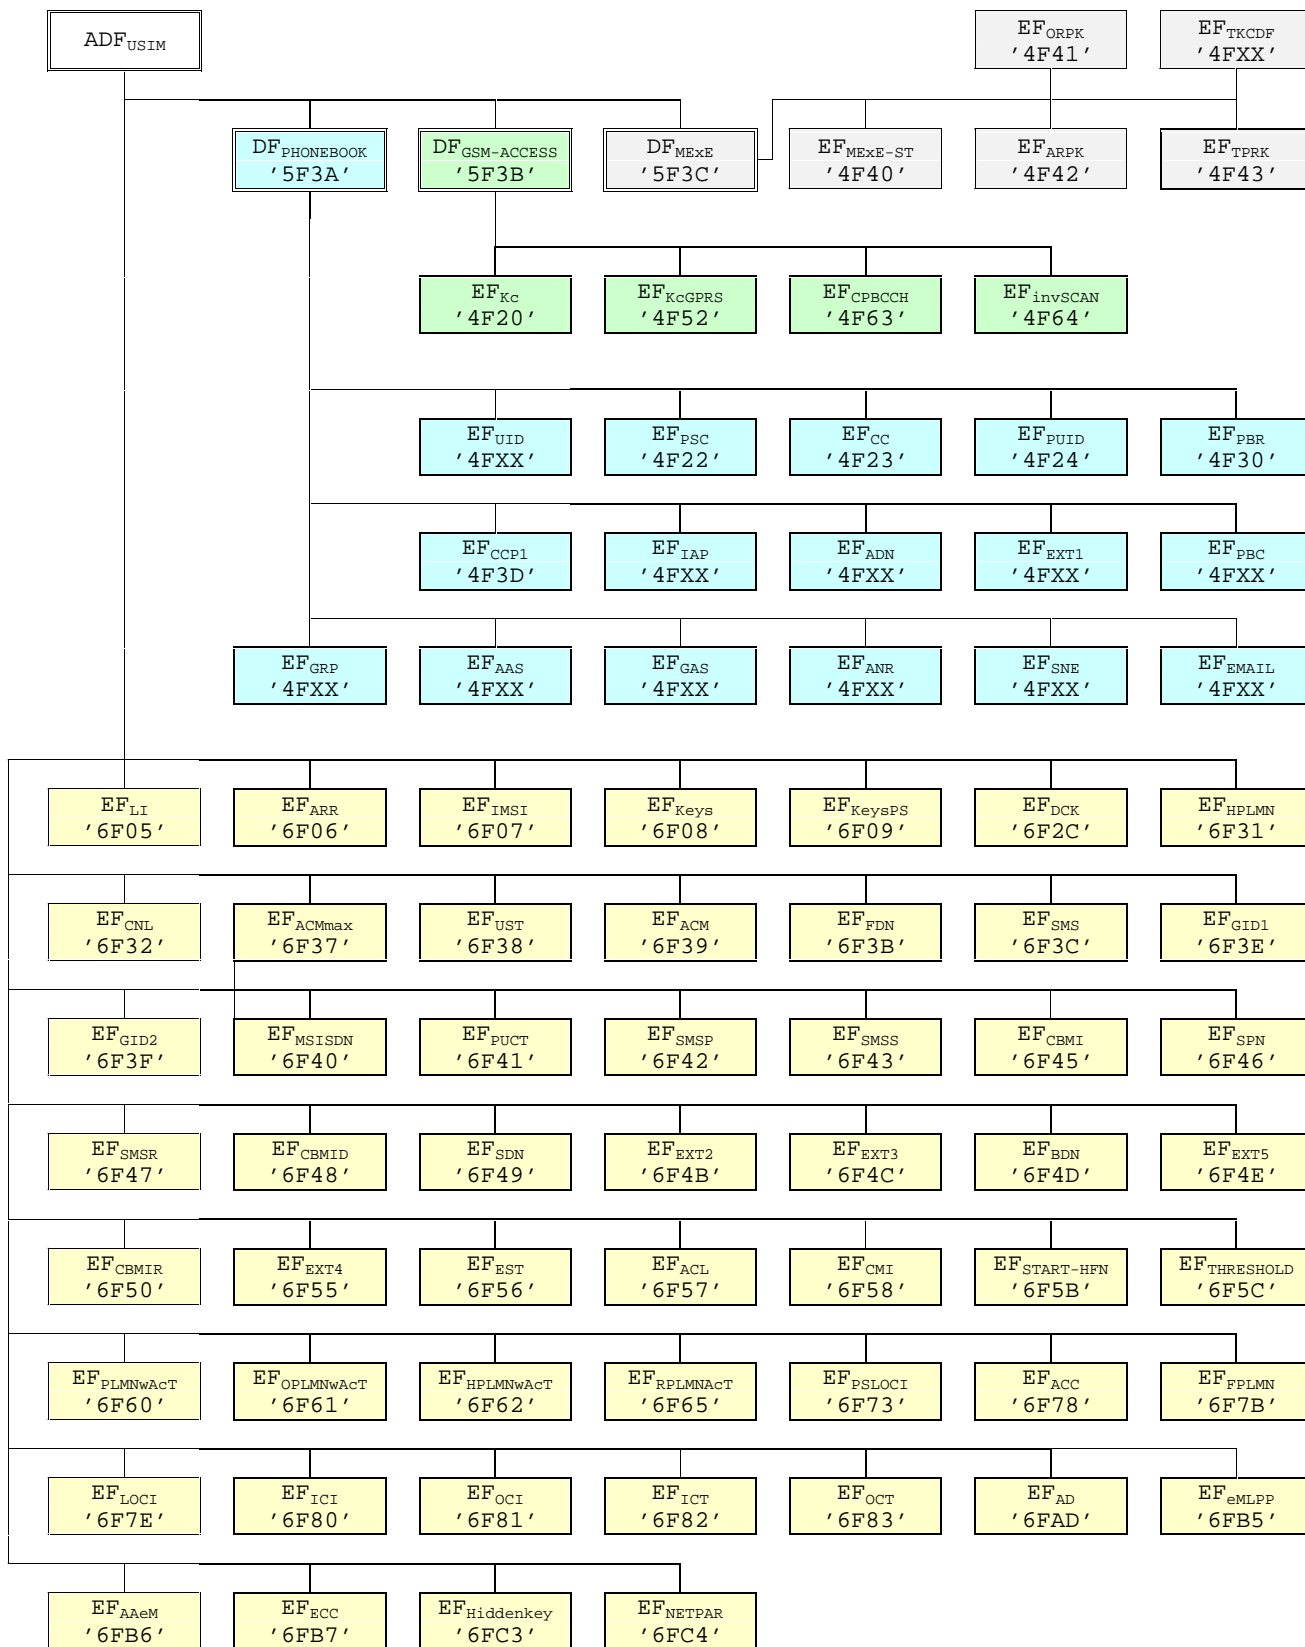 ADFUSIM
EFORPK
'4F41'
EFTKCDF
'4FXX'
DFPHONEBOOK
'5F3A'
DFGSM-ACCESS
'5F3B'
DFMExE
'5F3C'
EFMExE-ST
'4F40'
EFARPK
'4F42'
EFTPRK
'4F43'
EFKc
'4F20'
EFKcGPRS
'4F52'
EFCPBCCH
'4F63'
EFinvSCAN
'4F64'
EFUID
'4FXX'
EFPSC
'4F22'
EFCC
'4F23'
EFPUID
'4F24'
EFPBR
'4F30'
EFCCP1
'4F3D'
EFIAP
'4FXX'
EFADN
'4FXX'
EFEXT1
'4FXX'
EFPBC
'4FXX'
EFGRP
'4FXX'
EFAAS
'4FXX'
EFGAS
'4FXX'
EFANR
'4FXX'
EFSNE
'4FXX'
EFEMAIL
'4FXX'
EFLI
'6F05'
EFARR
'6F06'
EFIMSI
'6F07'
EFKeys
'6F08'
EFKeysPS
'6F09'
EFDCK
'6F2C'
EFHPLMN
'6F31'
EFCNL
'6F32'
EFACMmax
'6F37'
EFUST
'6F38'
EFACM
'6F39'
EFFDN
'6F3B'
EFSMS
'6F3C'
EFGID1
'6F3E'
EFGID2
'6F3F'
EFMSISDN
'6F40'
EFPUCT
'6F41'
EFSMSP
'6F42'
EFSMSS
'6F43'
EFCBMI
'6F45'
EFSPN
'6F46'
EFSMSR
'6F47'
EFCBMID
'6F48'
EFSDN
'6F49'
EFEXT2
'6F4B'
EFEXT3
'6F4C'
EFBDN
'6F4D'
EFEXT5
'6F4E'
EFCBMIR
'6F50'
EFEXT4
'6F55'
EFEST
'6F56'
EFACL
'6F57'
EFCMI
'6F58'
EFSTART-HFN
'6F5B'
EFTHRESHOLD
'6F5C'
EFPLMNwAcT
'6F60'
EFOPLMNwAcT
'6F61'
EFHPLMNwAcT
'6F62'
EFRPLMNAcT
'6F65'
EFPSLOCI
'6F73'
EFACC
'6F78'
EFFPLMN
'6F7B'
EFLOCI
'6F7E'
EFICI
'6F80'
EFOCI
'6F81'
EFICT
'6F82'
EFOCT
'6F83'
EFAD
'6FAD'
EFeMLPP
'6FB5'
EFAAeM
'6FB6'
EFECC
'6FB7'
EFHiddenkey
'6FC3'
EFNETPAR
'6FC4'